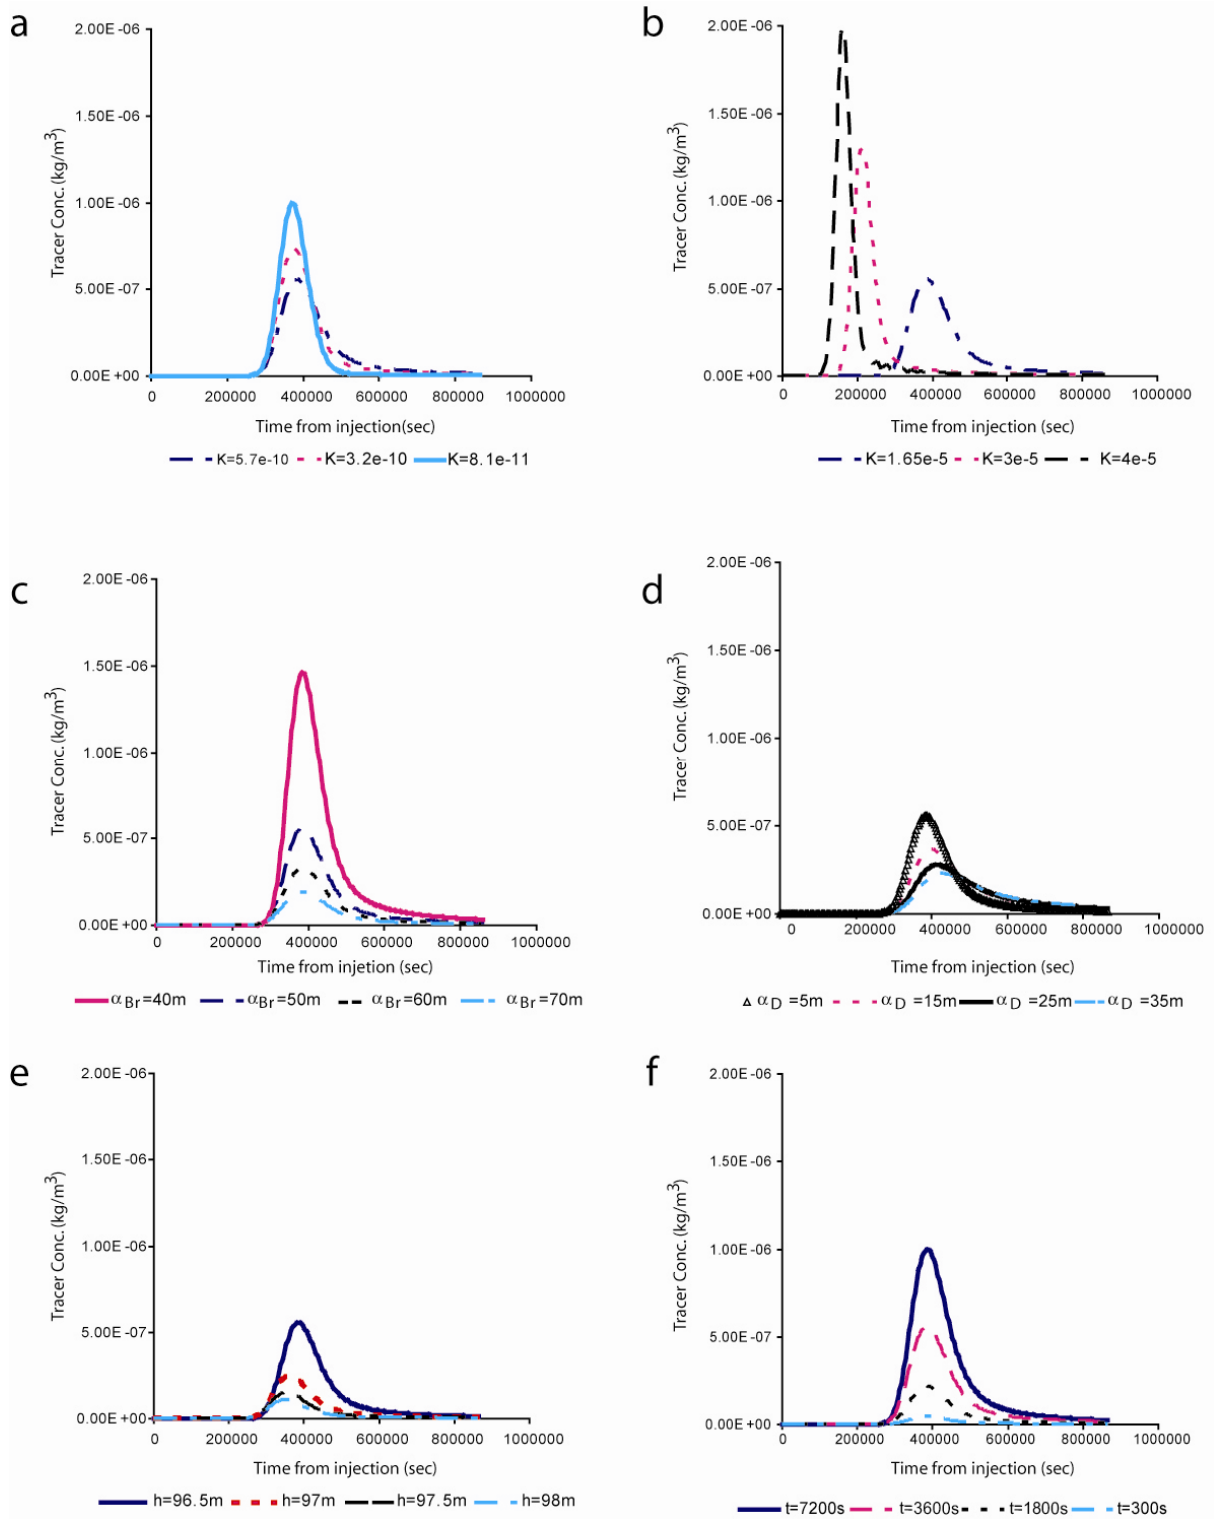 a
2.00E -06
1.50E -06
1.00E -06
5.00E -07
0.00E +00
Tracer Conc.(kg/m3)
0 200000 400000 600000 800000 1000000
Time from injection(sec)
K=5.7e-10 K=3.2e-10 K=8.1e-11
b
2.00E -06
1.50E -06
1.00E -06
5.00E -07
0.00E +00
Tracer Conc.(kg/m3)
0 200000 400000 600000 800000 1000000
Time from injection (sec)
K=1.65e-5 K=3e-5 K=4e-5
c
2.00E -06
1.50E -06
1.00E -06
5.00E -07
0.00E +00
Tracer Conc.(kg/m3)
0 200000 400000 600000 800000 1000000
Time from injetion (sec)
αBr=40m αBr=50m αBr=60m αBr=70m
d
2.00E -06
1.50E -06
1.00E -06
5.00E -07
0.00E +00
Tracer Conc.(kg/m3)
0 200000 400000 600000 800000 1000000
Time from injection (sec)
αD =5m αD =15m αD =25m αD =35m
e
2.00E -06
1.50E -06
1.00E -06
5.00E -07
0.00E +00
Tracer Conc.(kg/m3)
0 200000 400000 600000 800000 1000000
Time from injection (sec)
h=96.5m h=97m h=97.5m h=98m
f
2.00E -06
1.50E -06
1.00E -06
5.00E -07
0.00E +00
Tracer Conc.(kg/m3)
0 200000 400000 600000 800000 1000000
Time from injection (sec)
t=7200s t=3600s t=1800s t=300s